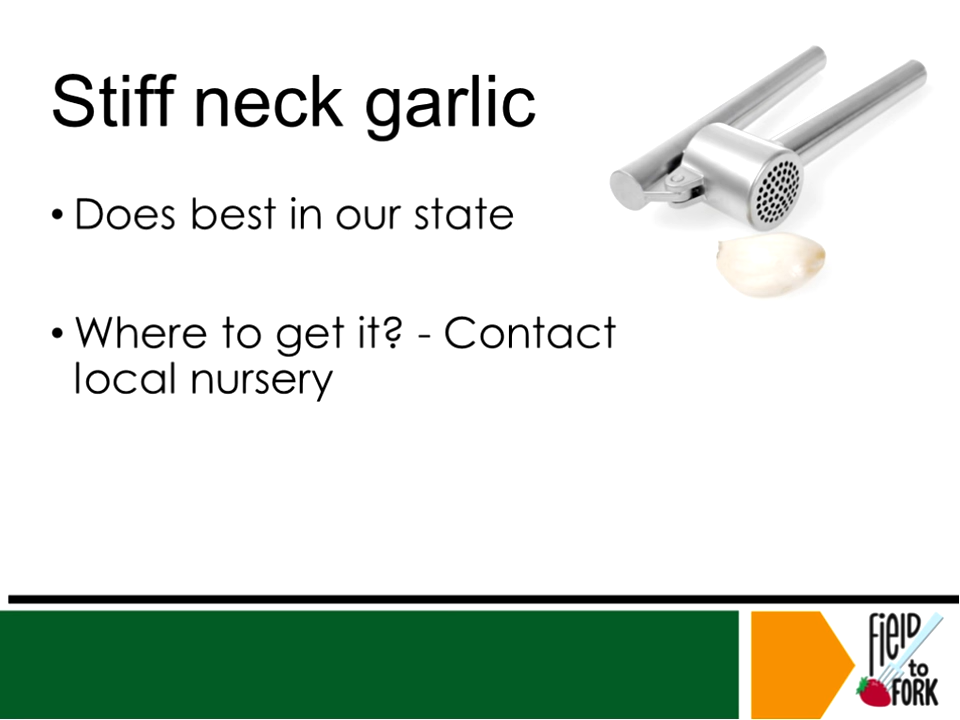 Stiff neck garlic
• Does best in our state
• Where to get it? - Contact
local nursery
FiElD
to
FORK